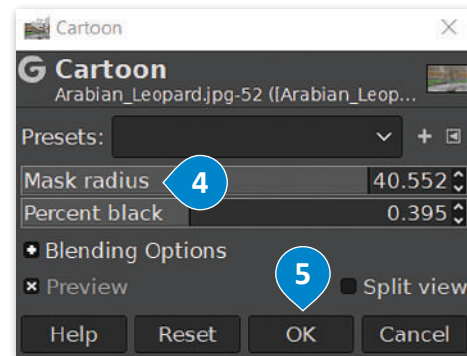 Cartoon
G Cartoon
Arabian_Leopard.jpg-52 ([Arabian_Leop...
Presets:
Mask radius 4 40.552
Percent black 0.395
Blending Options
Preview 5 Split view
Help Reset OK Cancel